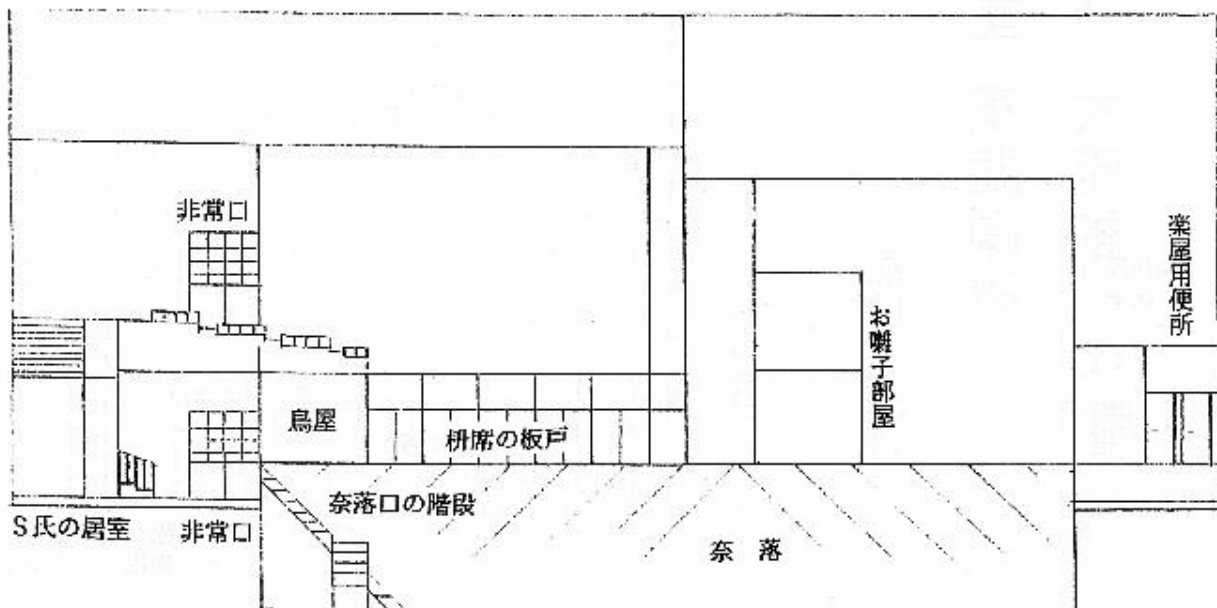 非常口
楽屋用便所
お囃子部屋
鳥屋
枡席の板戸
奈落口の階段
S氏の居室
非常口
奈落